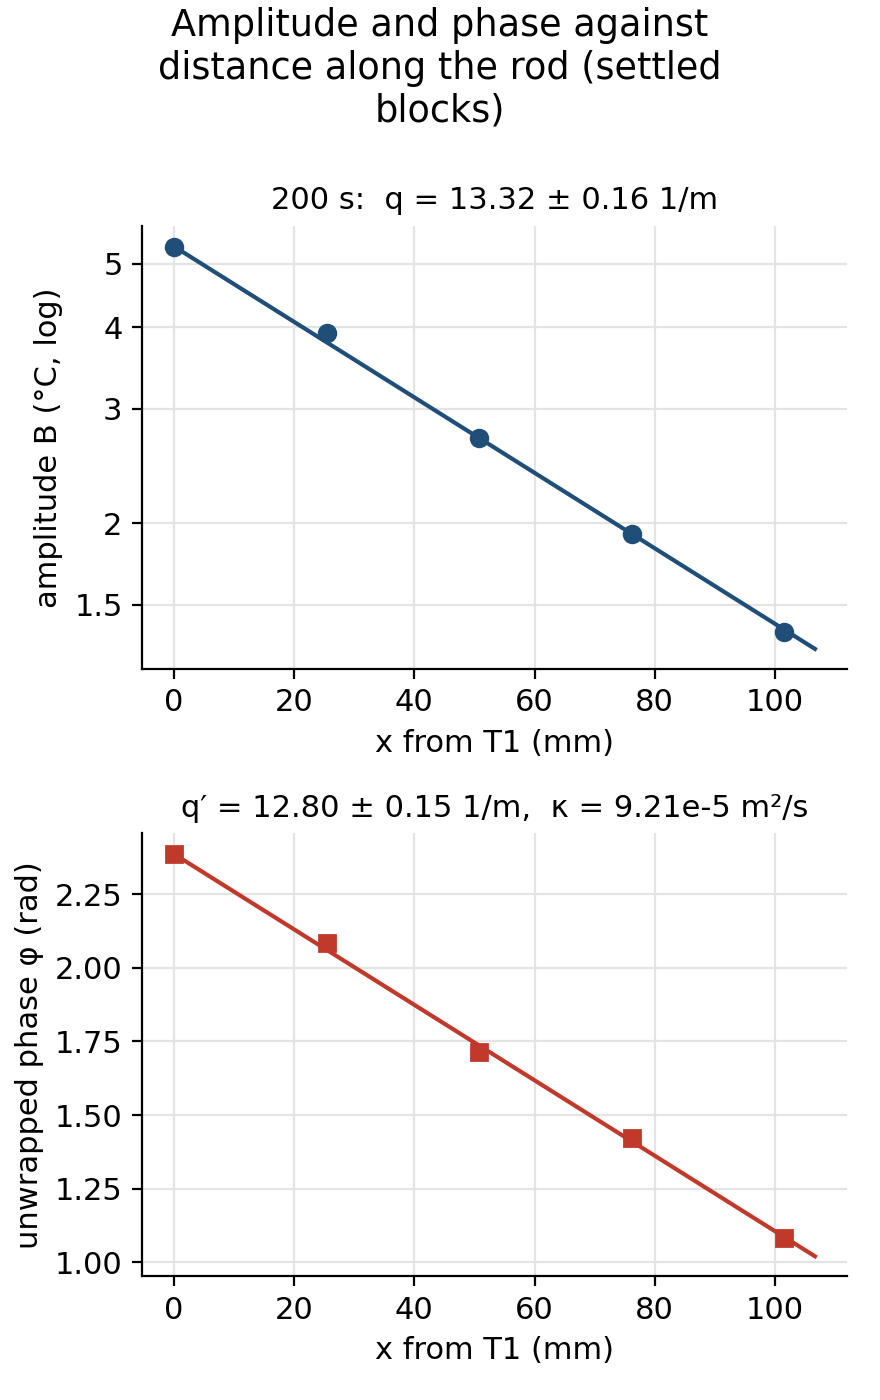 Amplitude and phase against
distance along the rod (settled
blocks)
200 s:  q = 13.32 ± 0.16 1/m
amplitude B (°C, log)
5
4
3
2
1.5
0 20 40 60 80 100
x from T1 (mm)
q′ = 12.80 ± 0.15 1/m,  κ = 9.21e-5 m²/s
unwrapped phase φ (rad)
2.25
2.00
1.75
1.50
1.25
1.00
0 20 40 60 80 100
x from T1 (mm)